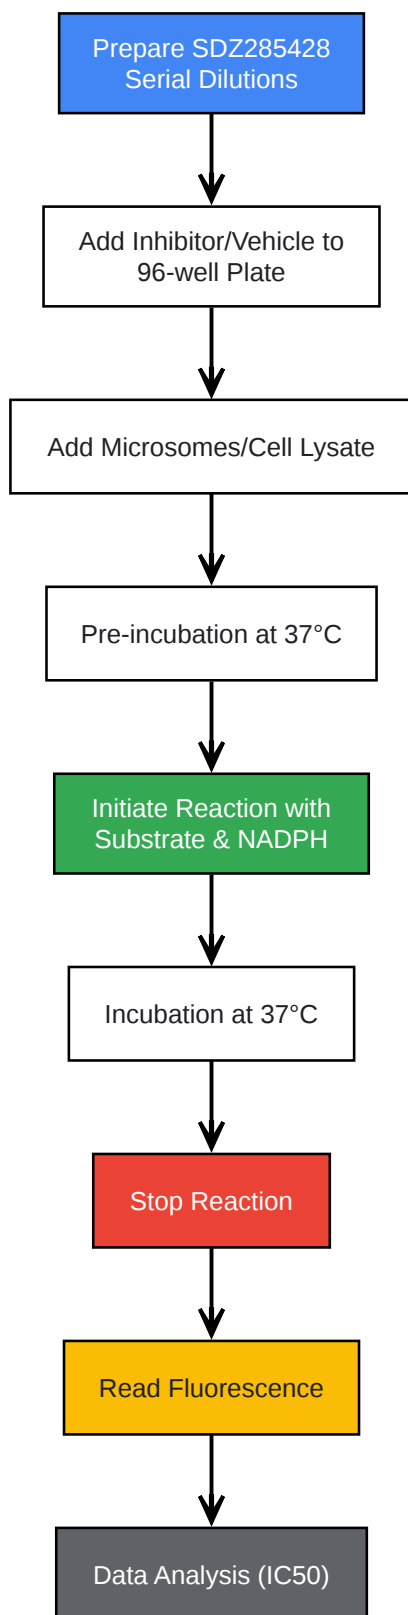 Prepare SDZ285428
Serial Dilutions
Add Inhibitor/Vehicle to
96-well Plate
Add Microsomes/Cell Lysate
Pre-incubation at 37°C
Initiate Reaction with
Substrate & NADPH
Incubation at 37°C
Stop Reaction
Read Fluorescence
Data Analysis (IC50)